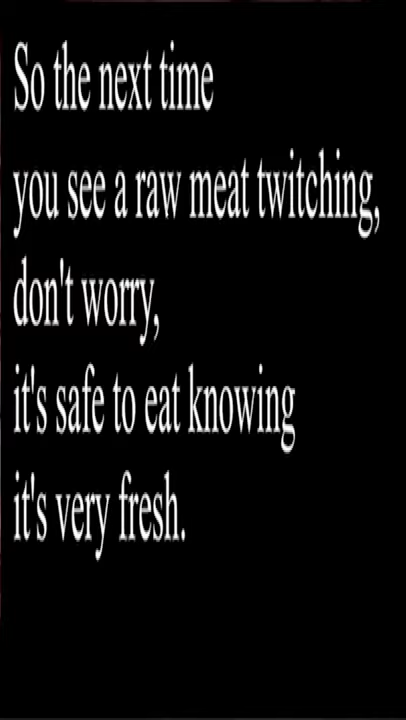 So the next time
you see a raw meat twitching,
don't worry,
it's safe to eat knowing
it's very fresh.